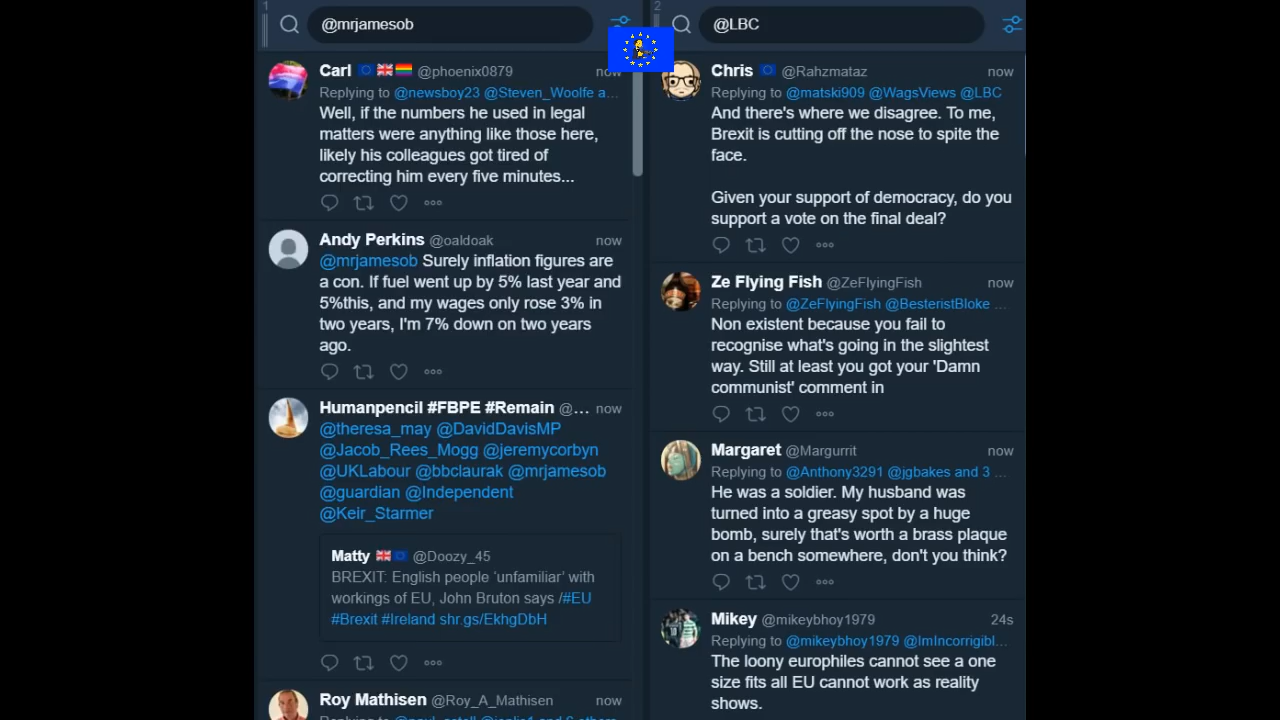 1
@mrjamesob
Carl @phoenix0879 now
Replying to @newsboy23 @Steven_Woolfe a...
Well, if the numbers he used in legal
matters were anything like those here,
likely his colleagues got tired of
correcting him every five minutes...
Andy Perkins @oaldoak now
@mrjamesob Surely inflation figures are
a con. If fuel went up by 5% last year and
5%this, and my wages only rose 3% in
two years, I'm 7% down on two years
ago.
Humanpencil #FBPE #Remain @... now
@theresa_may @DavidDavisMP
@Jacob_Rees_Mogg @jeremycorbyn
@UKLabour @bbclaurak @mrjamesob
@guardian @Independent
@Keir_Starmer
Matty @Doozy_45
BREXIT: English people 'unfamiliar' with
workings of EU, John Bruton says /#EU
#Brexit #Ireland shr.gs/EkhgDbH
Roy Mathisen @Roy_A_Mathisen now
2
@LBC
Chris @Rahzmataz now
Replying to @matski909 @WagsViews @LBC
And there's where we disagree. To me,
Brexit is cutting off the nose to spite the
face.
Given your support of democracy, do you
support a vote on the final deal?
Ze Flying Fish @ZeFlyingFish now
Replying to @ZeFlyingFish @BesteristBloke ...
Non existent because you fail to
recognise what's going in the slightest
way. Still at least you got your 'Damn
communist' comment in
Margaret @Margurrit now
Replying to @Anthony3291 @jgbakes and 3 ...
He was a soldier. My husband was
turned into a greasy spot by a huge
bomb, surely that's worth a brass plaque
on a bench somewhere, don't you think?
Mikey @mikeybhoy1979 24s
Replying to @mikeybhoy1979 @ImIncorrigibl...
The loony europhiles cannot see a one
size fits all EU cannot work as reality
shows.